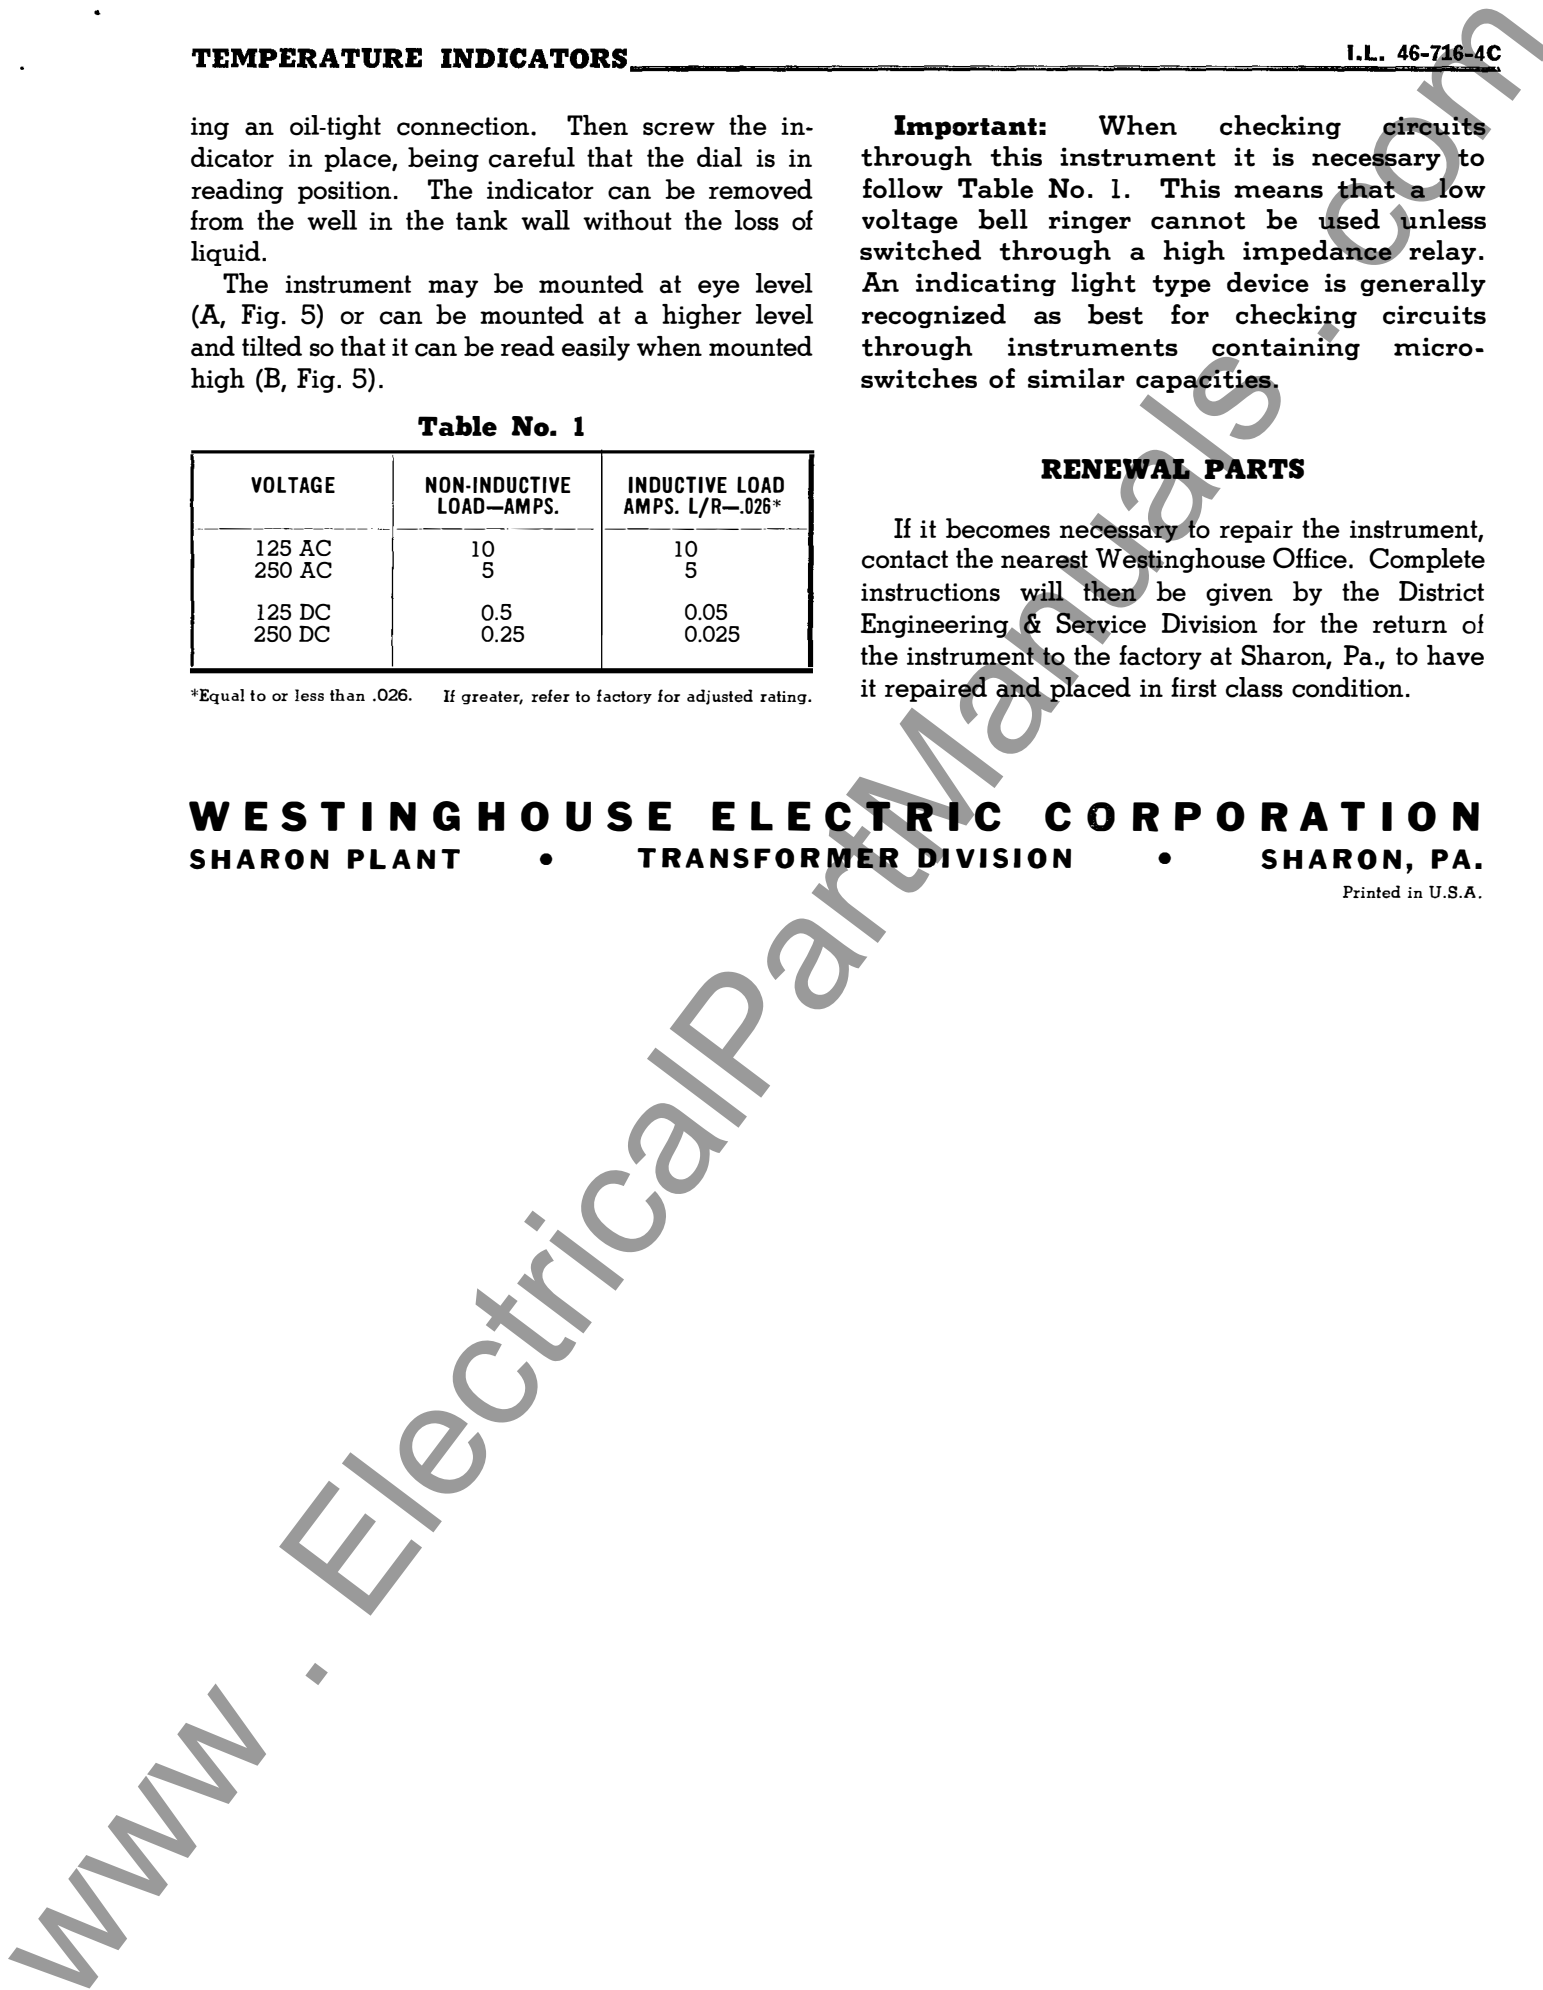 TEMPERATURE INDICATORS
I.L. 46-716-4C
ing an oil-tight connection. Then screw the in-
dicator in place, being careful that the dial is in
reading position. The indicator can be removed
from the well in the tank wall without the loss of
liquid.
The instrument may be mounted at eye level
(A, Fig. 5) or can be mounted at a higher level
and tilted so that it can be read easily when mounted
high (B, Fig. 5).
Table No. 1
VOLTAGE NON-INDUCTIVE INDUCTIVE LOAD
LOAD—AMPS. AMPS. L/R—.026*
125 AC 10 10
250 AC 5 5
125 DC 0.5 0.05
250 DC 0.25 0.025
*Equal to or less than .026. If greater, refer to factory for adjusted rating.
Important: When checking circuits
through this instrument it is necessary to
follow Table No. 1. This means that a low
voltage bell ringer cannot be used unless
switched through a high impedance relay.
An indicating light type device is generally
recognized as best for checking circuits
through instruments containing micro-
switches of similar capacities.
RENEWAL PARTS
If it becomes necessary to repair the instrument,
contact the nearest Westinghouse Office. Complete
instructions will then be given by the District
Engineering & Service Division for the return of
the instrument to the factory at Sharon, Pa., to have
it repaired and placed in first class condition.
WESTINGHOUSE ELECTRIC CORPORATION
SHARON PLANT • TRANSFORMER DIVISION • SHARON, PA.
Printed in U.S.A.
www . ElectricalPartManuals . com